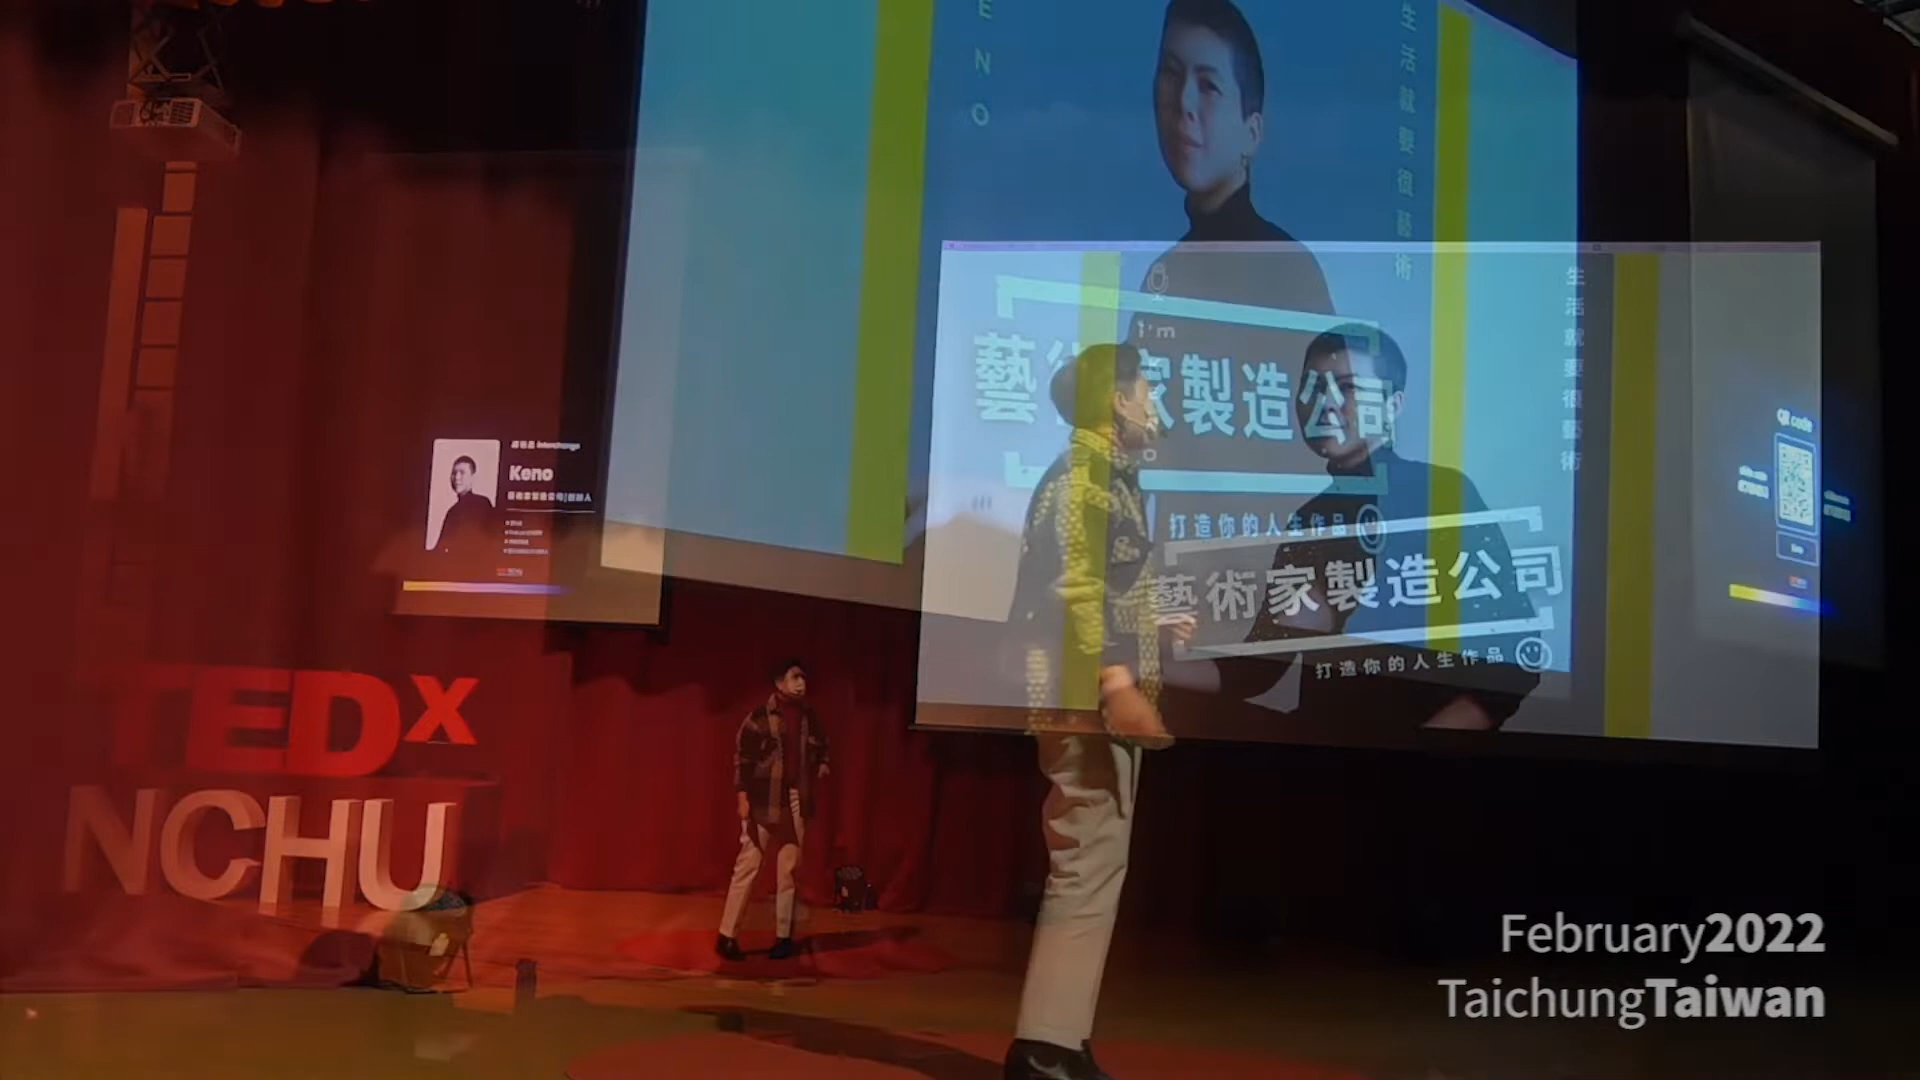 ENO
生活就要很藝術
I'm
藝術家製造公司
打造你的人生作品
生活就要很藝術
藝術家製造公司
打造你的人生作品
Interchange
Keno
QR code
TEDx
NCHU
February2022
TaichungTaiwan